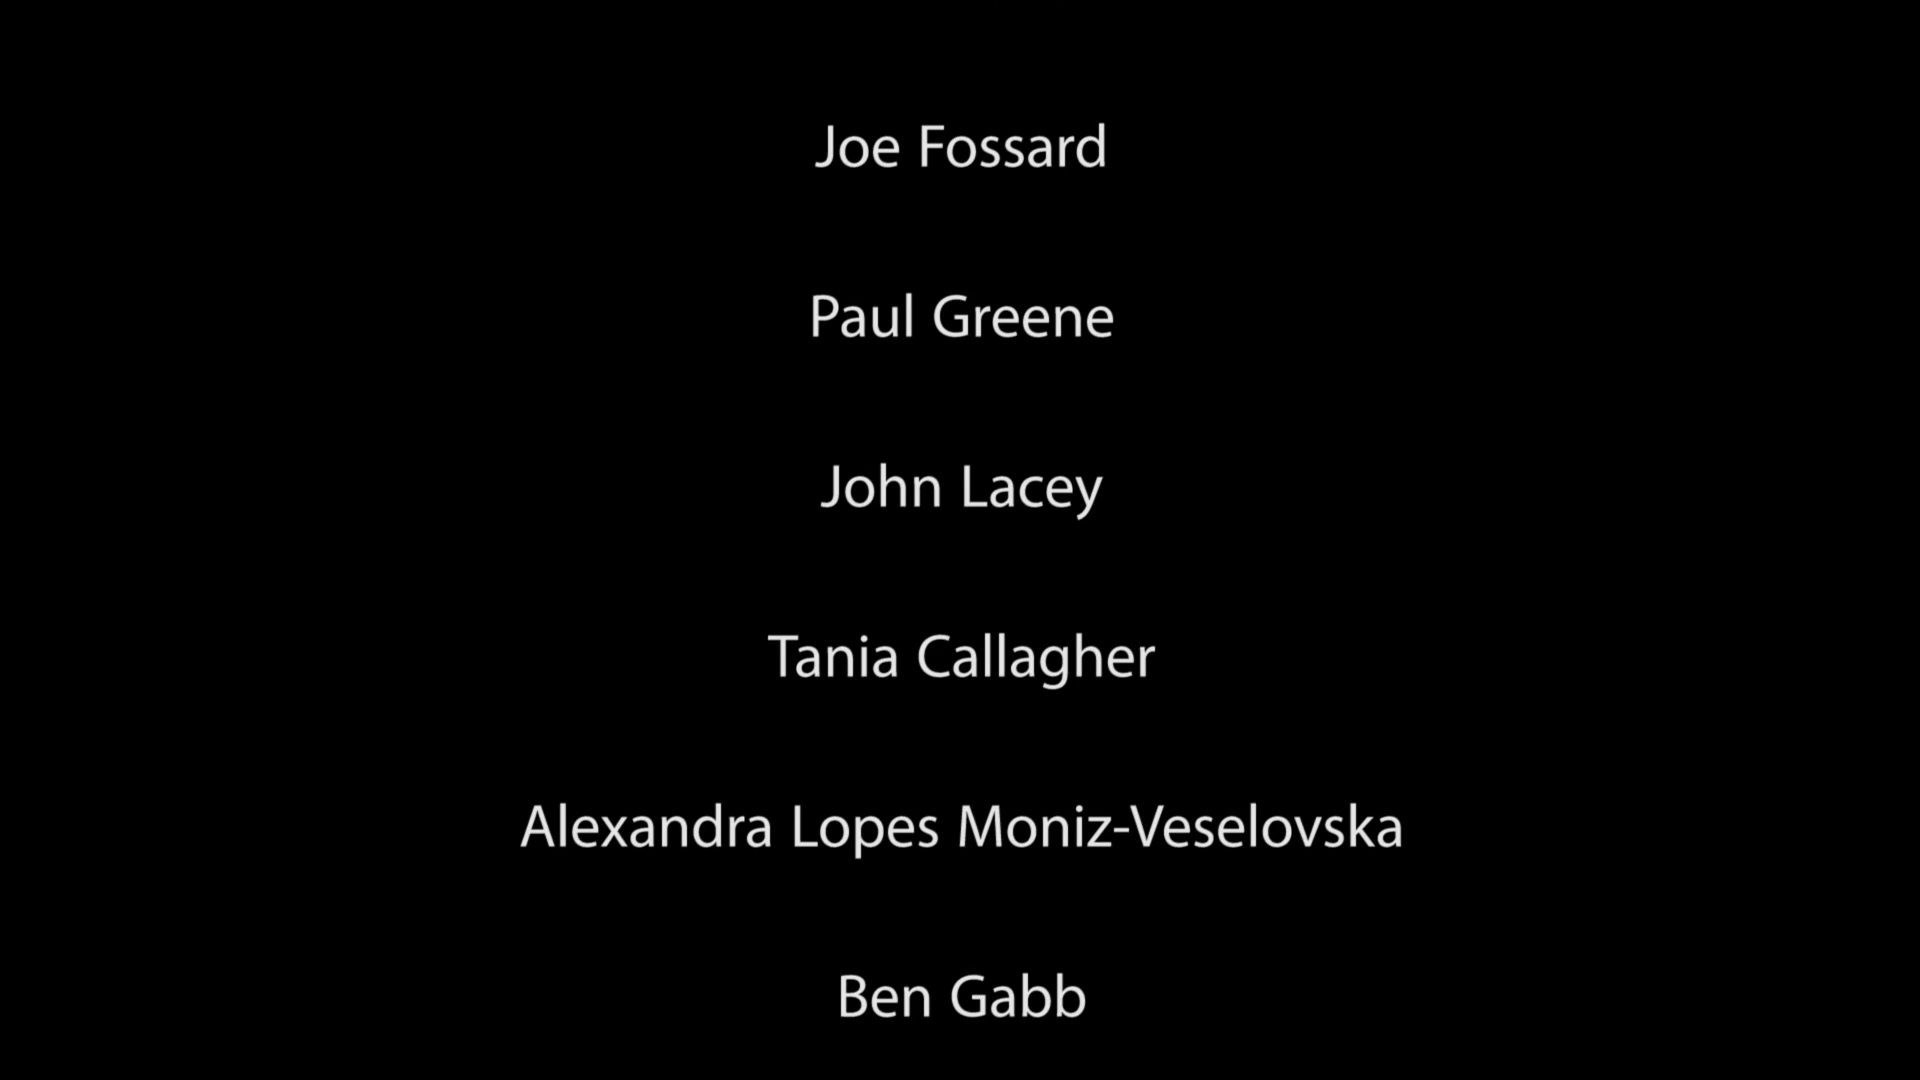 Joe Fossard
Paul Greene
John Lacey
Tania Callagher
Alexandra Lopes Moniz-Veselovska
Ben Gabb